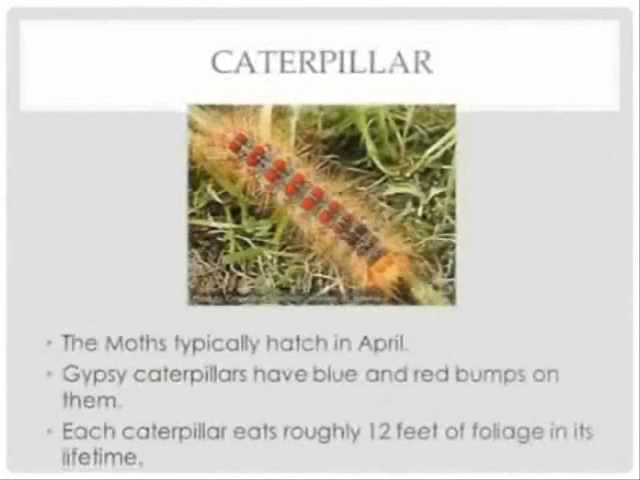 CATERPILLAR
• The Moths typically hatch in April.
• Gypsy caterpillars have blue and red bumps on
them.
• Each caterpillar eats roughly 12 feet of foliage in its
lifetime.